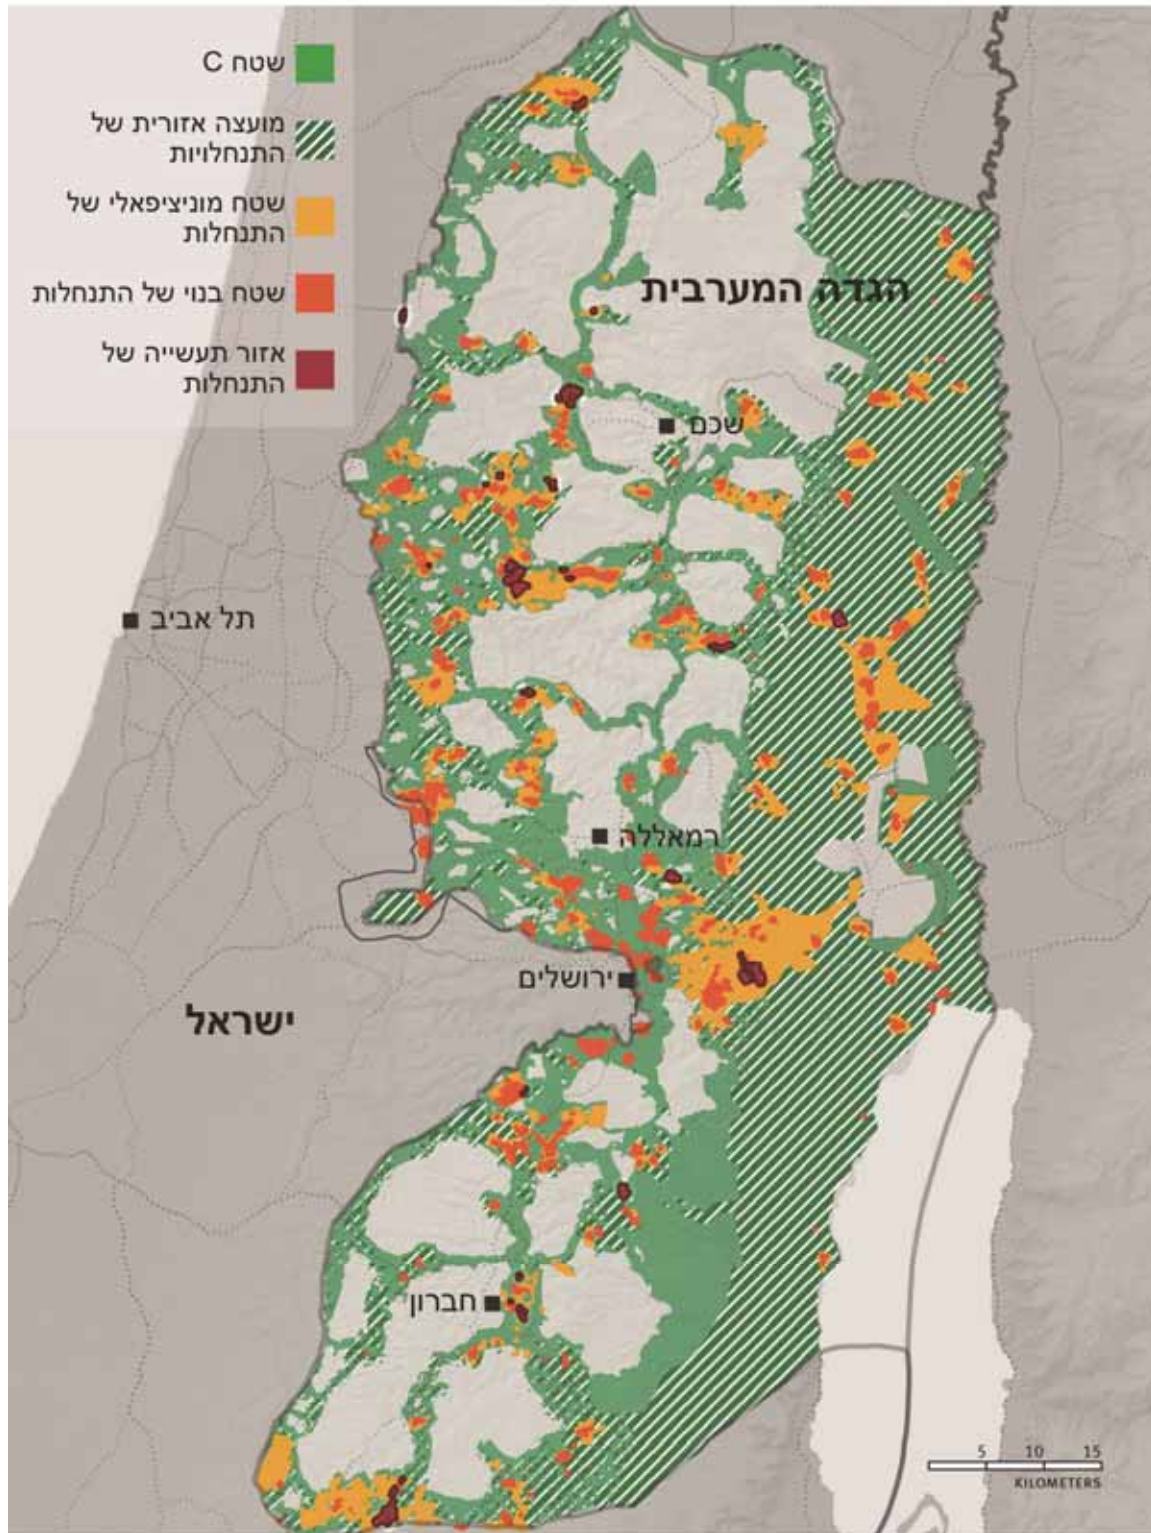 שטח C
מועצה אזורית של
התנחלויות
שטח מוניציפאלי של
התנחלות
שטח בנוי של התנחלות
אזור תעשייה של
התנחלות
הגדה המערבית
שכם
תל אביב
רמאללה
ירושלים
ישראל
חברון
5 10 15
KILOMETERS